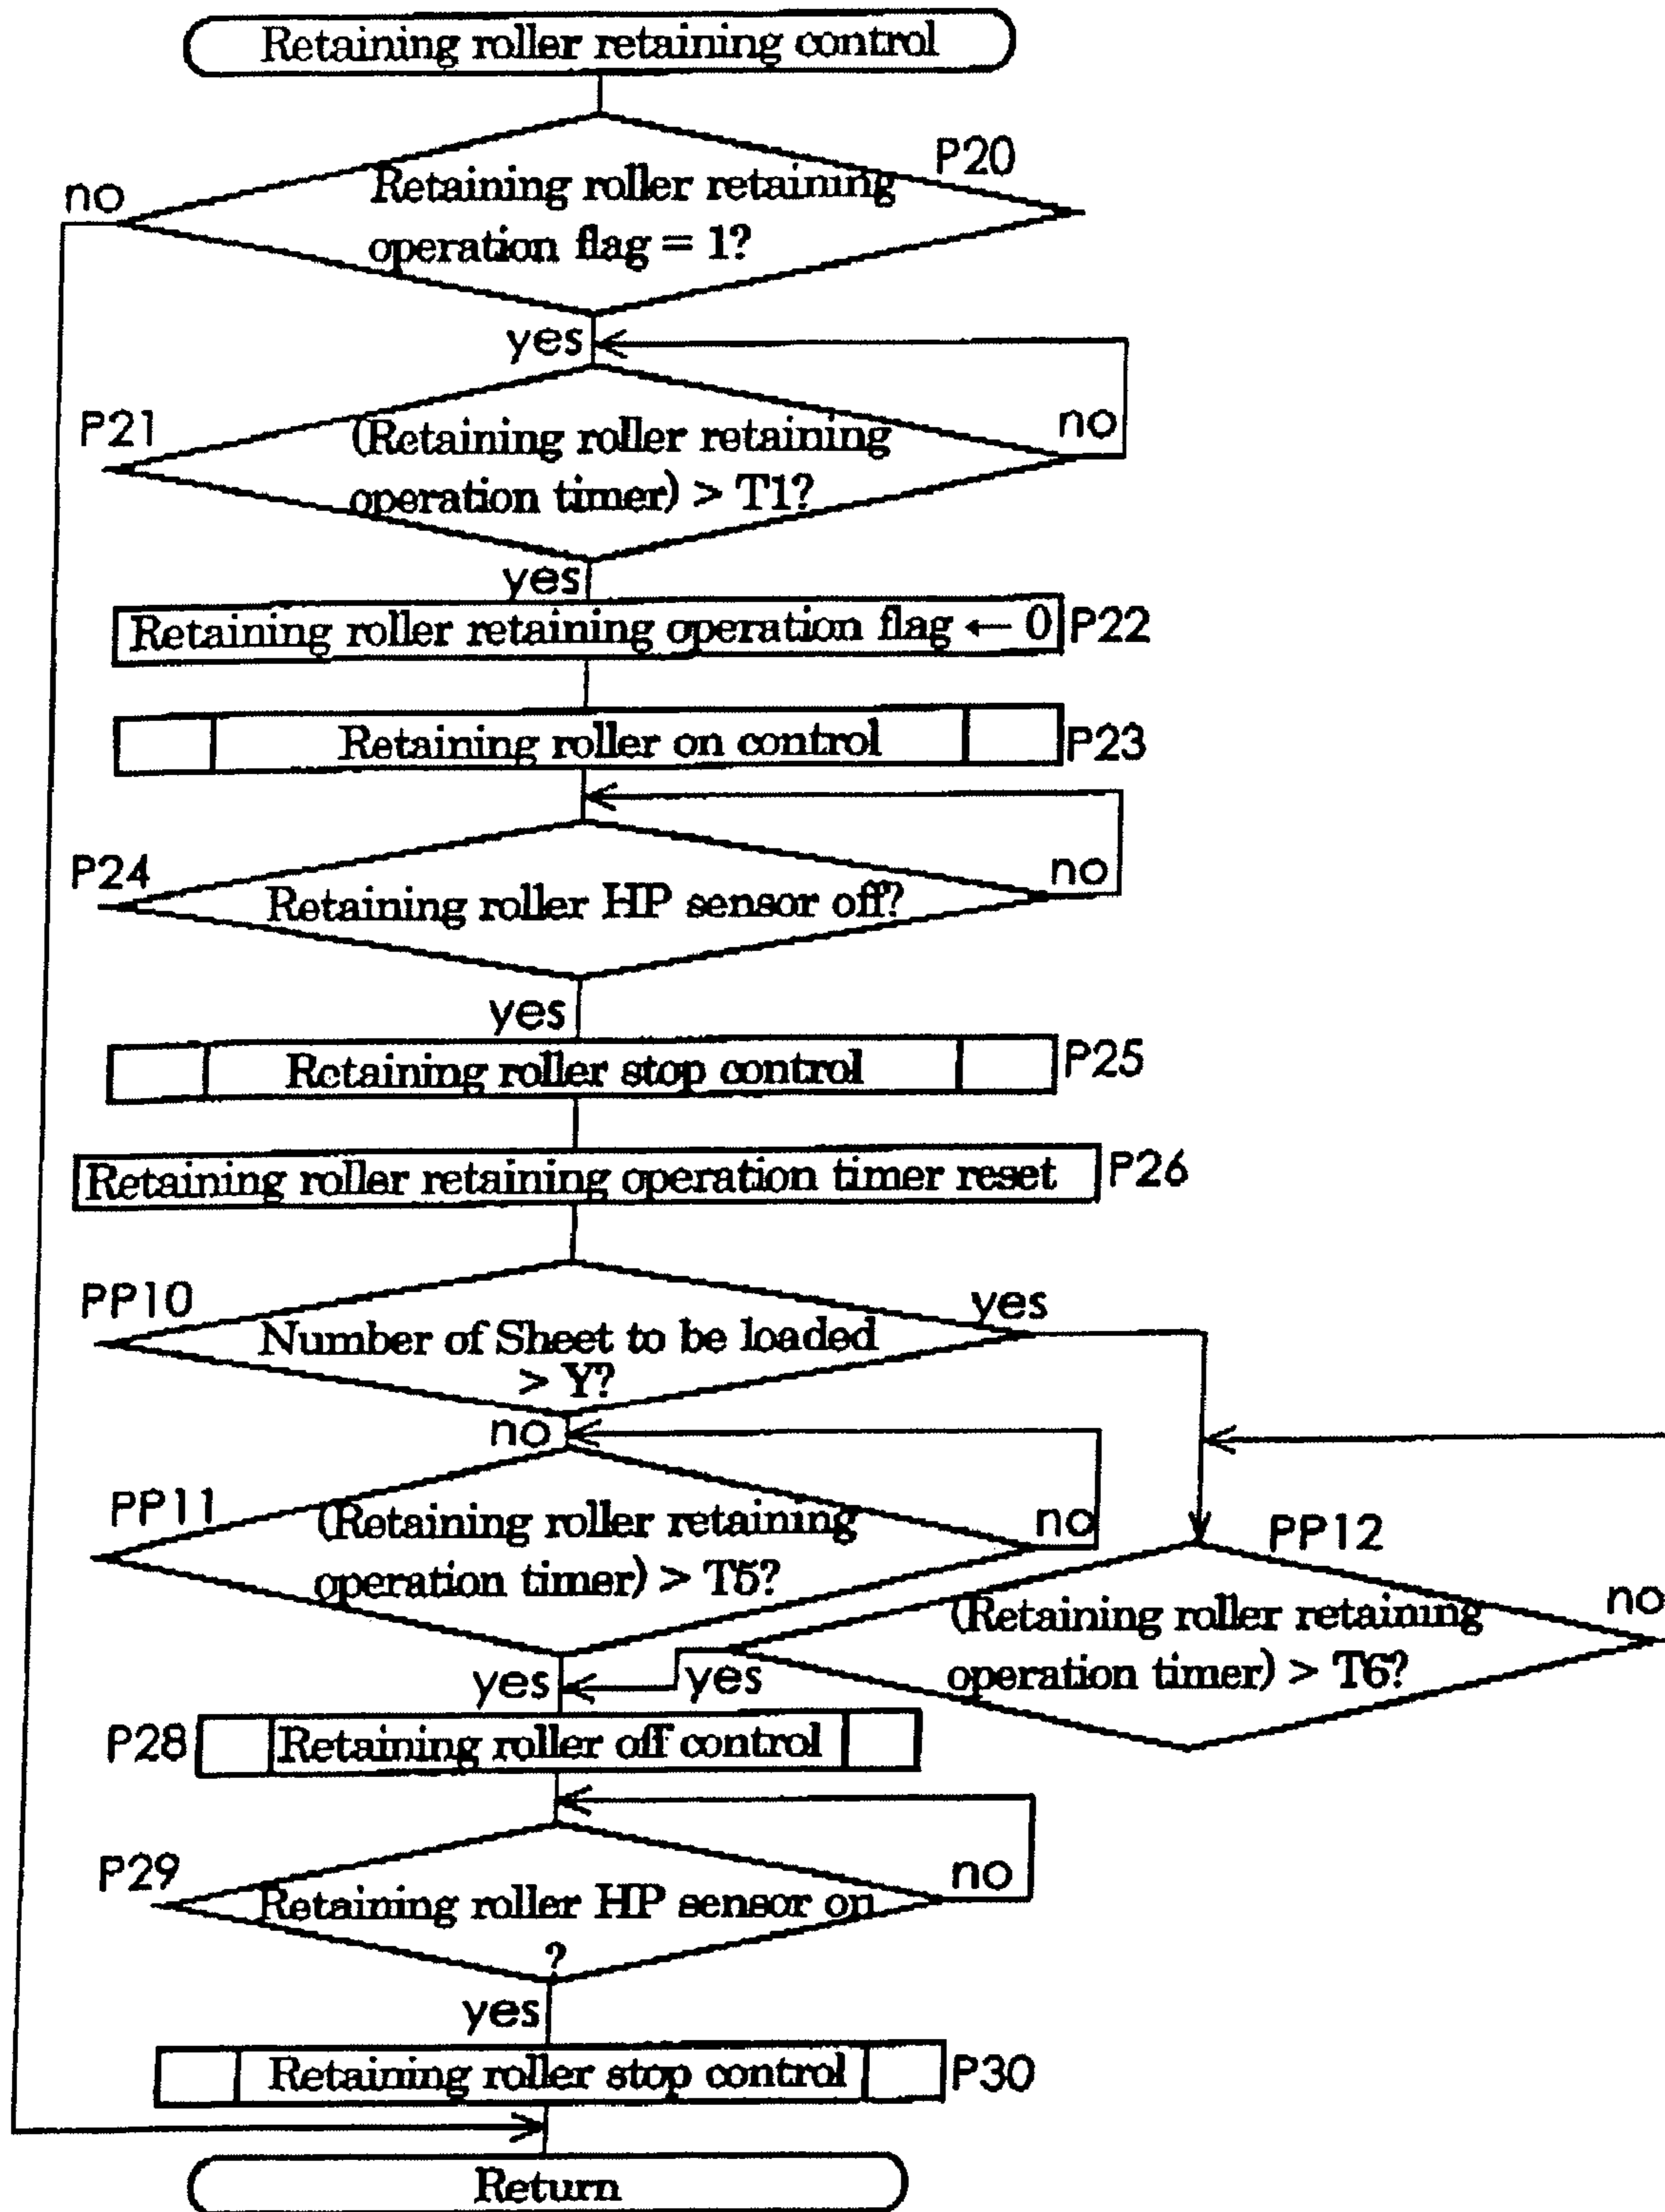 Retaining roller retaining control
P20
no
Retaining roller retaining
operation flag = 1?
yes
P21
no
(Retaining roller retaining
operation timer) > T1?
yes
Retaining roller retaining operation flag ← 0
P22
Retaining roller on control
P23
P24
no
Retaining roller HP sensor off?
yes
Retaining roller stop control
P25
Retaining roller retaining operation timer reset
P26
PP10
yes
Number of Sheet to be loaded
> Y?
no
PP11
(Retaining roller retaining
no
operation timer) > T5?
PP12
(Retaining roller retaining
no
operation timer) > T6?
yes
yes
P28
Retaining roller off control
P29
no
Retaining roller HP sensor on
?
yes
Retaining roller stop control
P30
Return